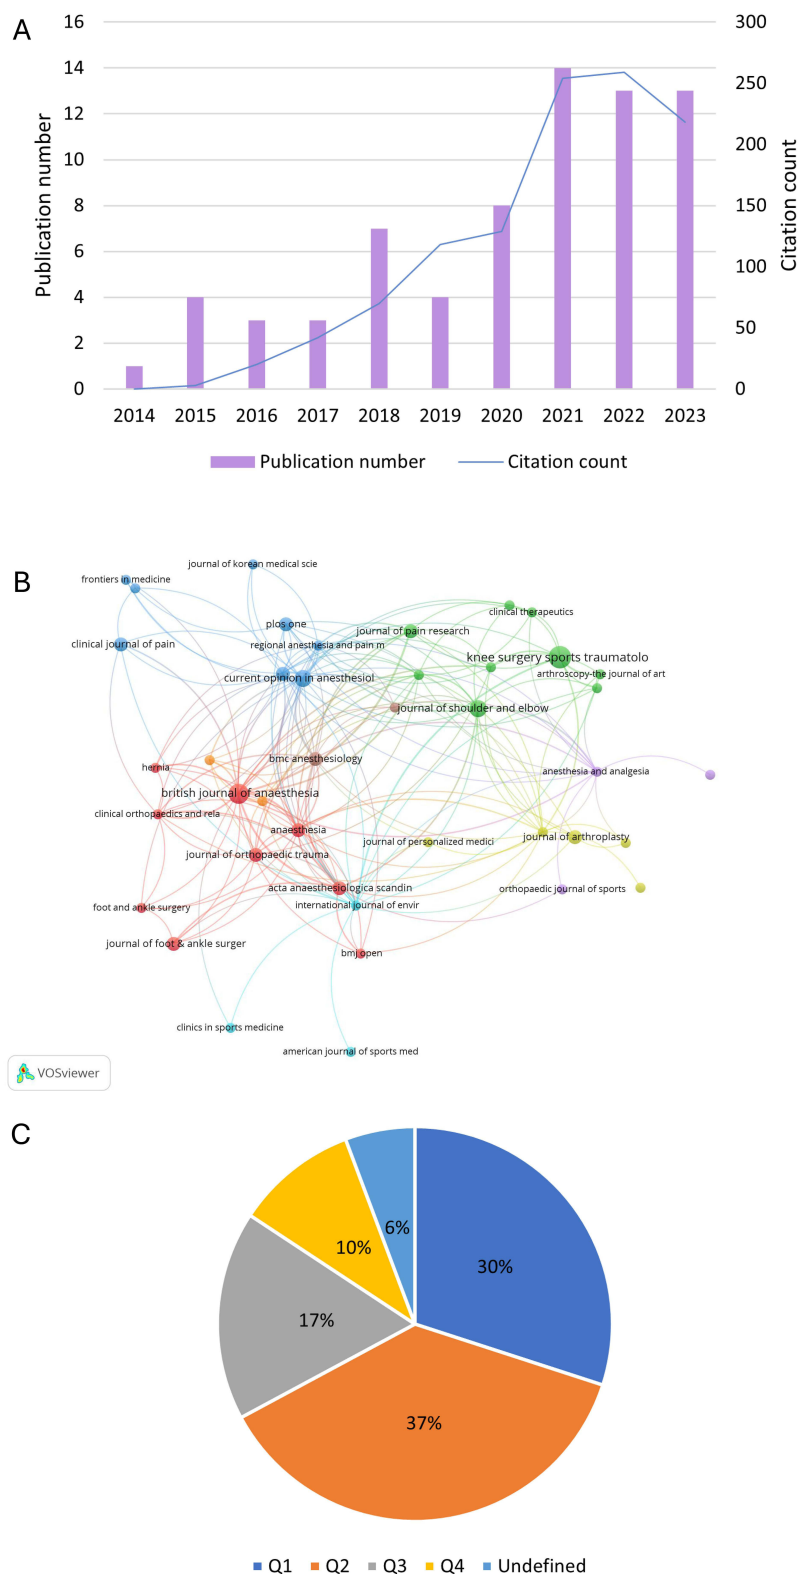 A
16
14
12
10
8
6
4
2
0
Publication number
300
250
200
150
100
50
0
Citation count
2014 2015 2016 2017 2018 2019 2020 2021 2022 2023
Publication number Citation count
B
journal of korean medical scie
frontiers in medicine
plos one
clinical therapeutics
journal of pain research
clinical journal of pain
regional anesthesia and pain m
knee surgery sports traumatolo
arthroscopy-the journal of art
current opinion in anesthesiol
journal of shoulder and elbow
bmc anesthesiology
hernia
anesthesia and analgesia
british journal of anaesthesia
clinical orthopaedics and rela
anaesthesia
journal of arthroplasty
journal of personalized medici
journal of orthopaedic trauma
acta anaesthesiologica scandin
orthopaedic journal of sports
international journal of envir
foot and ankle surgery
journal of foot & ankle surger
bmj open
clinics in sports medicine
american journal of sports med
VOSviewer
C
6%
10%
30%
17%
37%
Q1 Q2 Q3 Q4 Undefined